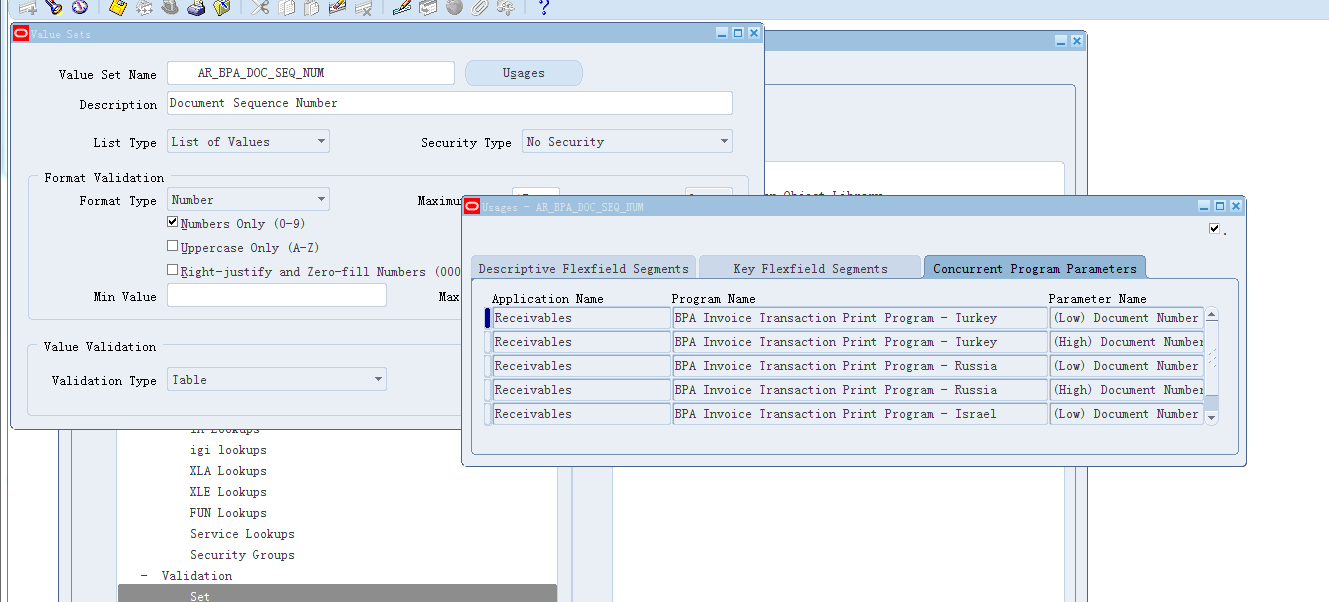 Value Sets
Value Set Name AR_BPA_DOC_SEQ_NUM Usages
Description Document Sequence Number
List Type List of Values Security Type No Security
Format Validation
Format Type Number
Numbers Only (0-9)
Uppercase Only (A-Z)
Right-justify and Zero-fill Numbers (000
Min Value Max
Value Validation
Validation Type Table
Object Library
Usages - AR_BPA_DOC_SEQ_NUM
.
Descriptive Flexfield Segments Key Flexfield Segments Concurrent Program Parameters
Application Name Program Name Parameter Name
Receivables BPA Invoice Transaction Print Program - Turkey (Low) Document Number
Receivables BPA Invoice Transaction Print Program - Turkey (High) Document Number
Receivables BPA Invoice Transaction Print Program - Russia (Low) Document Number
Receivables BPA Invoice Transaction Print Program - Russia (High) Document Number
Receivables BPA Invoice Transaction Print Program - Israel (Low) Document Number
Lookups
igi lookups
XLA Lookups
XLE Lookups
FUN Lookups
Service Lookups
Security Groups
- Validation
Set